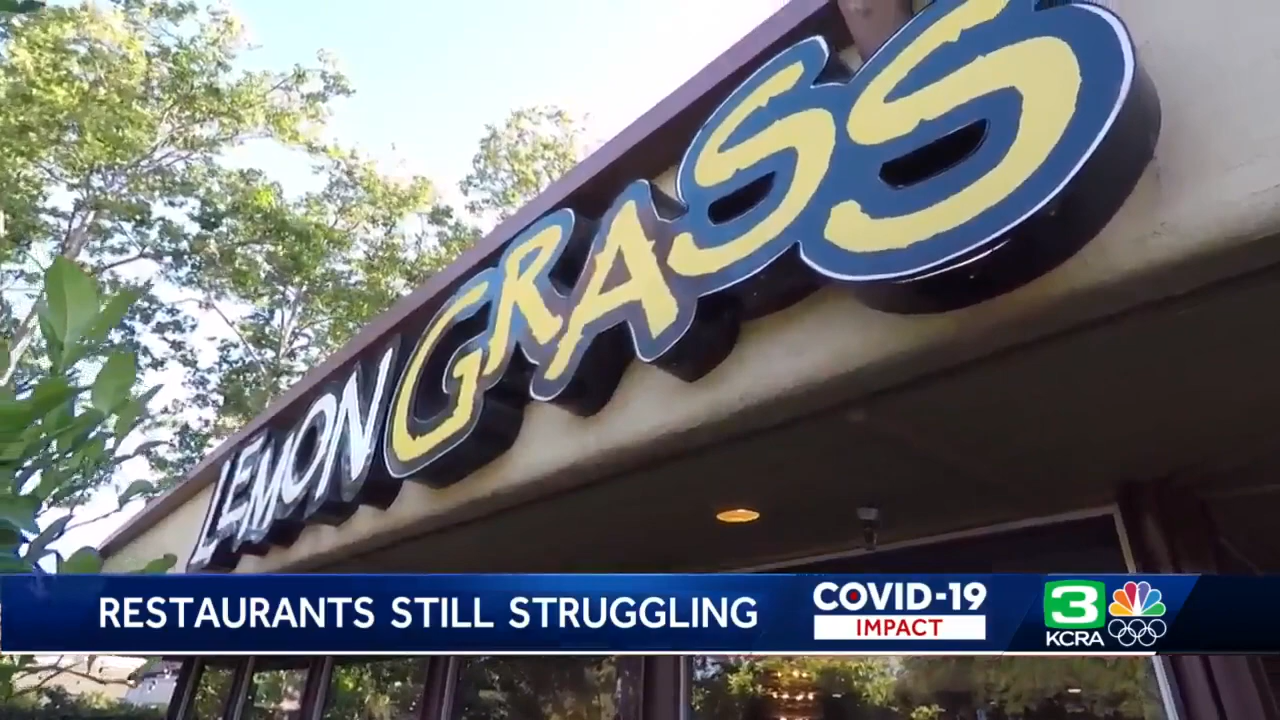 LEMON GRASS
RESTAURANTS STILL STRUGGLING
COVID-19
IMPACT
3
KCRA